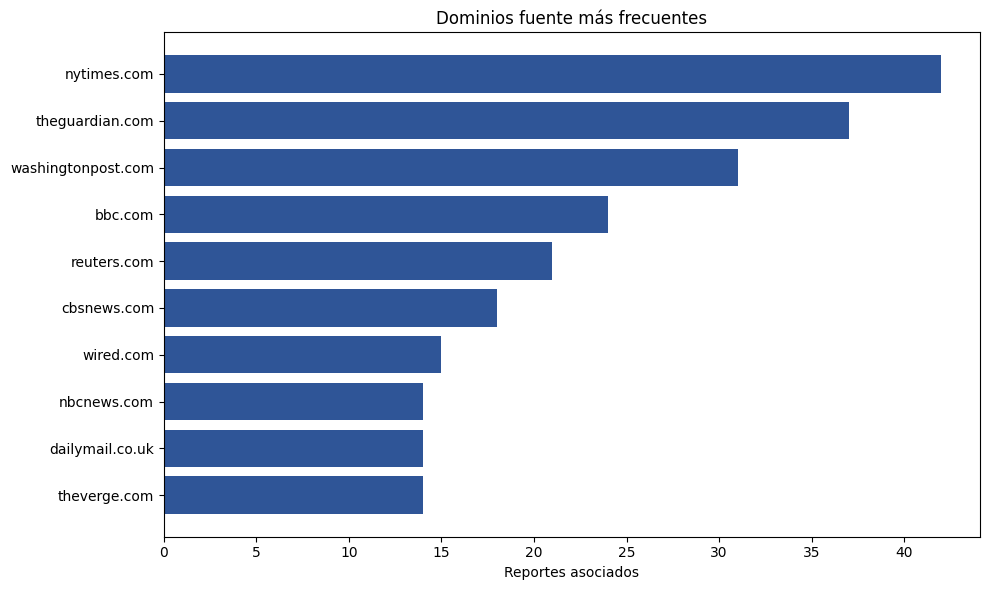 Dominios fuente más frecuentes
nytimes.com
theguardian.com
washingtonpost.com
bbc.com
reuters.com
cbsnews.com
wired.com
nbcnews.com
dailymail.co.uk
theverge.com
0 5 10 15 20 25 30 35 40
Reportes asociados